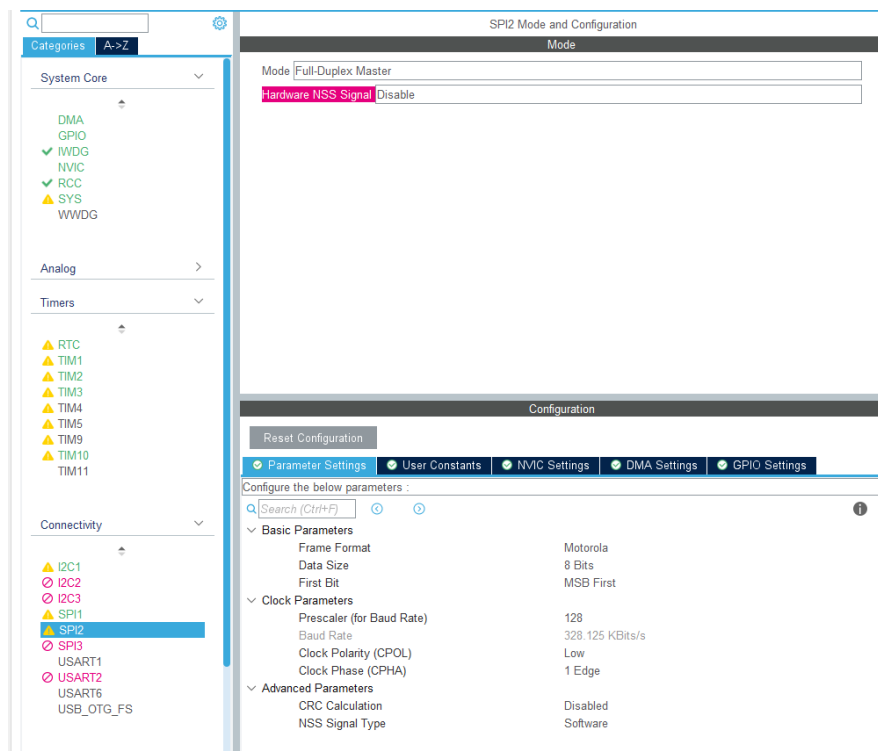 SPI2 Mode and Configuration
Categories A->Z
Mode
System Core
DMA
GPIO
IWDG
NVIC
RCC
SYS
WWDG
Analog
Timers
RTC
TIM1
TIM2
TIM3
TIM4
TIM5
TIM9
TIM10
TIM11
Connectivity
I2C1
I2C2
I2C3
SPI1
SPI2
SPI3
USART1
USART2
USART6
USB_OTG_FS
Mode Full-Duplex Master
Hardware NSS Signal Disable
Configuration
Reset Configuration
Parameter Settings User Constants NVIC Settings DMA Settings GPIO Settings
Configure the below parameters :
Search (Ctrl+F)
Basic Parameters
Frame Format Motorola
Data Size 8 Bits
First Bit MSB First
Clock Parameters
Prescaler (for Baud Rate) 128
Baud Rate 328.125 KBits/s
Clock Polarity (CPOL) Low
Clock Phase (CPHA) 1 Edge
Advanced Parameters
CRC Calculation Disabled
NSS Signal Type Software